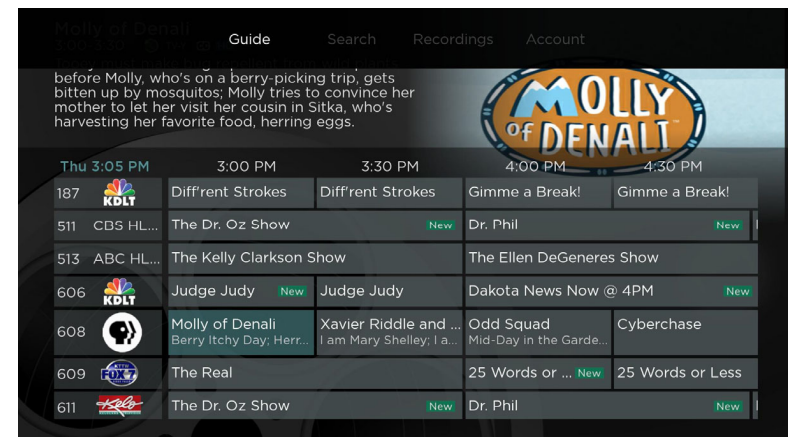 Molly of Denali
Guide Search Recordings Account
before Molly, who's on a berry-picking trip, gets
bitten up by mosquitos; Molly tries to convince her
mother to let her visit her cousin in Sitka, who's
harvesting her favorite food, herring eggs.
MOLLY
OF DENALI
Thu 3:05 PM 3:00 PM 3:30 PM 4:00 PM 4:30 PM
187 KDLT Diff'rent Strokes Diff'rent Strokes Gimme a Break! Gimme a Break!
511 CBS HL... The Dr. Oz Show New Dr. Phil New
513 ABC HL... The Kelly Clarkson Show The Ellen DeGeneres Show
606 KDLT Judge Judy New Judge Judy Dakota News Now @ 4PM New
608 Molly of Denali Xavier Riddle and ... Odd Squad Cyberchase
Berry Itchy Day; Herr... I am Mary Shelley; I a... Mid-Day in the Garde...
609 FOX 7 The Real 25 Words or ... New 25 Words or Less
611 Kelo The Dr. Oz Show New Dr. Phil New